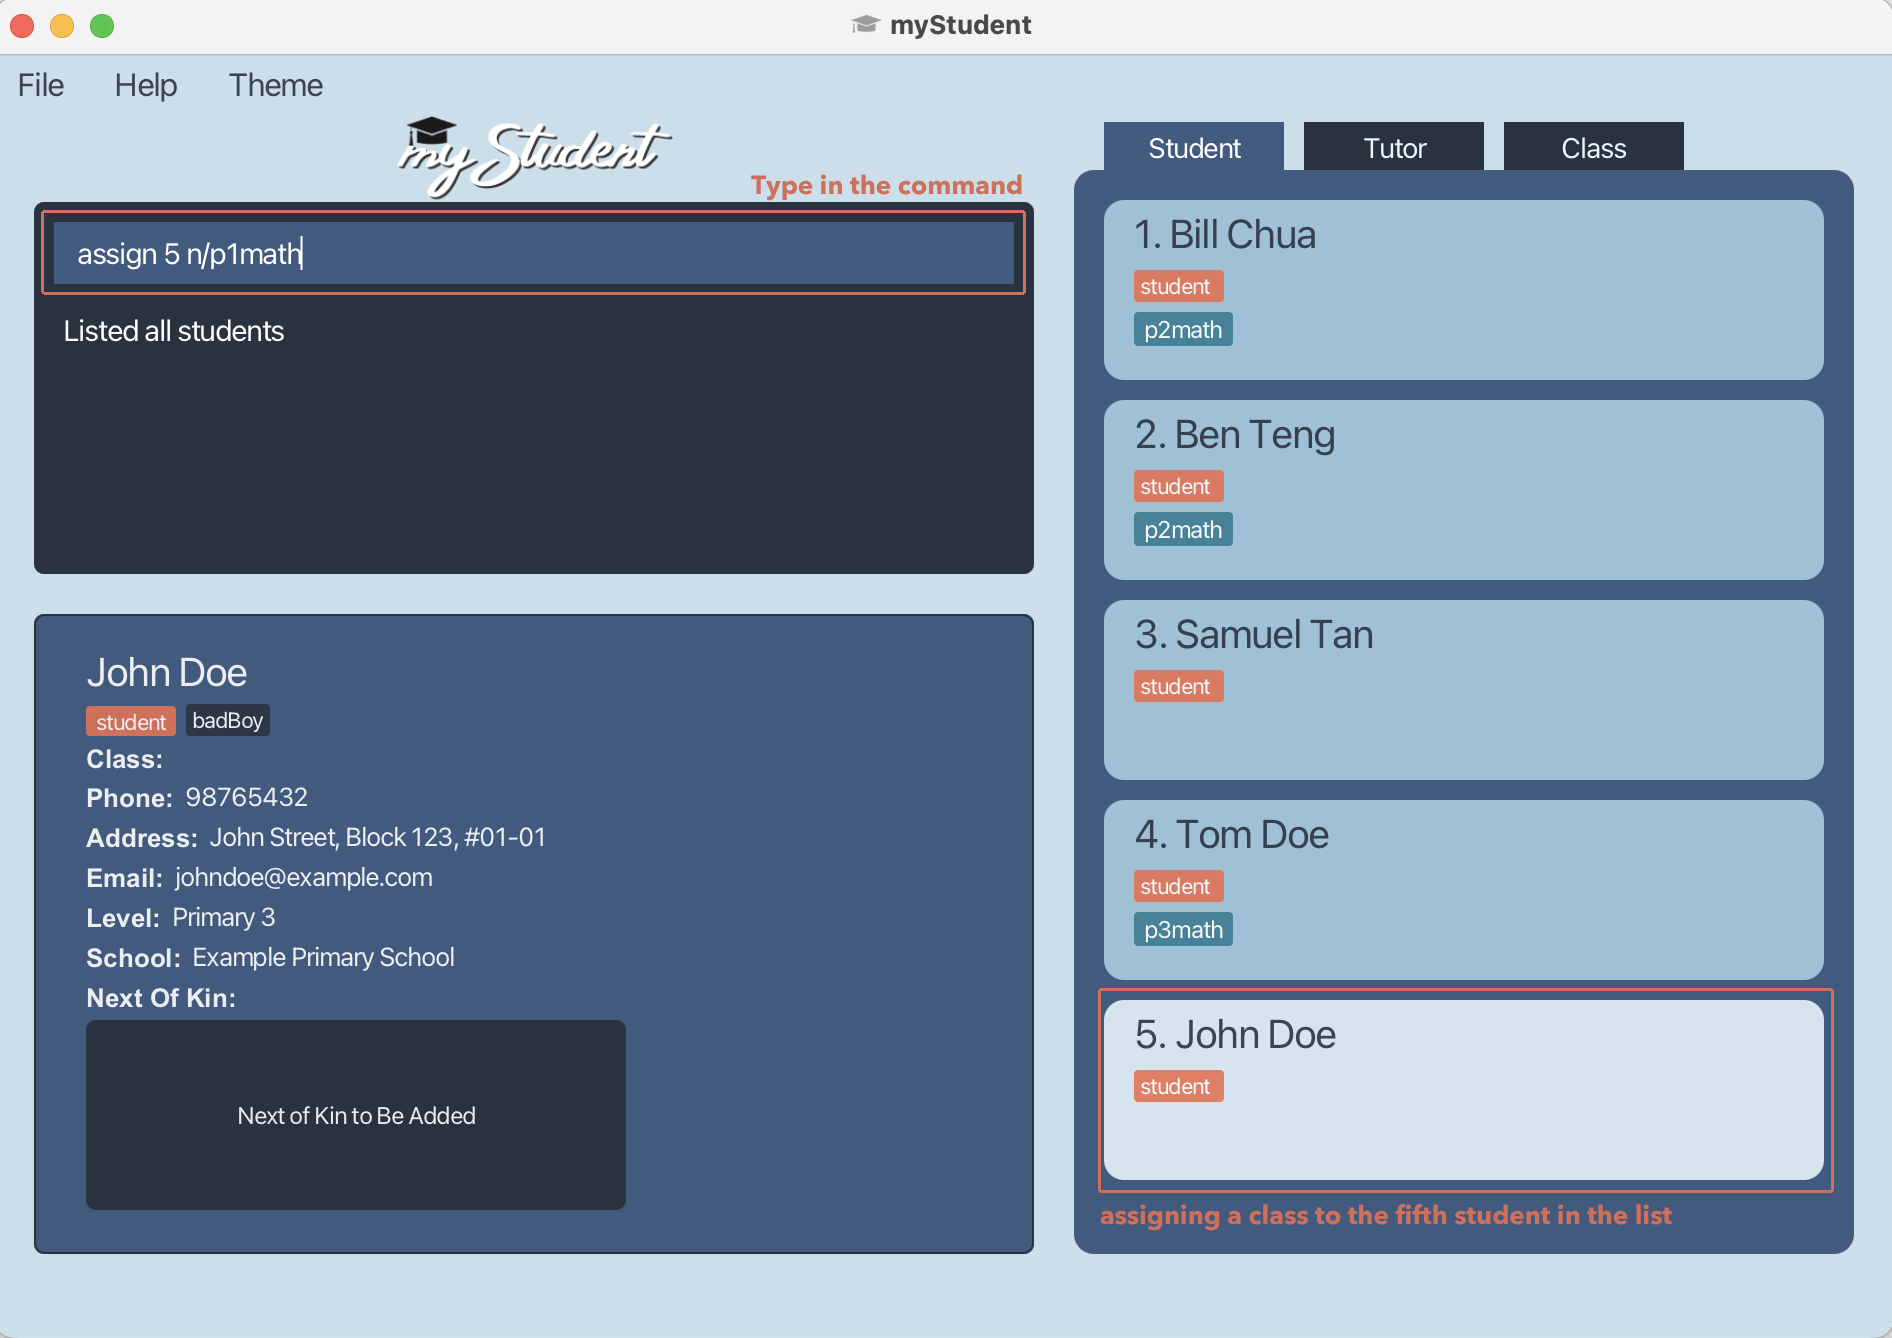 myStudent
File Help Theme
myStudent
Type in the command
assign 5 n/p1math
Listed all students
John Doe
student badBoy
Class:
Phone: 98765432
Address: John Street, Block 123, #01-01
Email: johndoe@example.com
Level: Primary 3
School: Example Primary School
Next Of Kin:
Next of Kin to Be Added
Student Tutor Class
1. Bill Chua
student
p2math
2. Ben Teng
student
p2math
3. Samuel Tan
student
4. Tom Doe
student
p3math
5. John Doe
student
assigning a class to the fifth student in the list